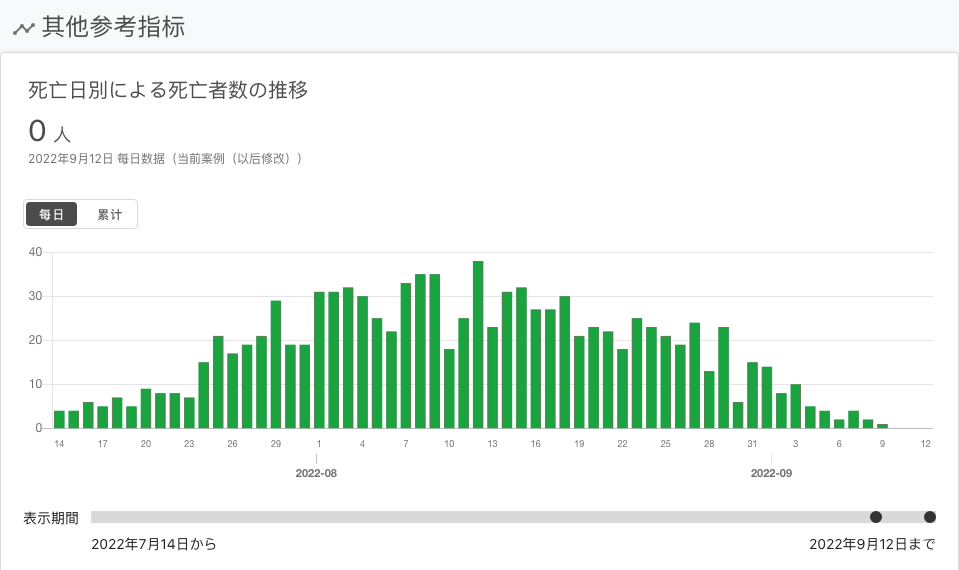 其他参考指标
死亡日別による死亡者数の推移
0 人
2022年9月12日 每日数据（当前案例（以后修改））
每日 累计
40
30
20
10
0
14 17 20 23 26 29 1 4 7 10 13 16 19 22 25 28 31 3 6 9 12
2022-08 2022-09
表示期間
2022年7月14日から 2022年9月12日まで